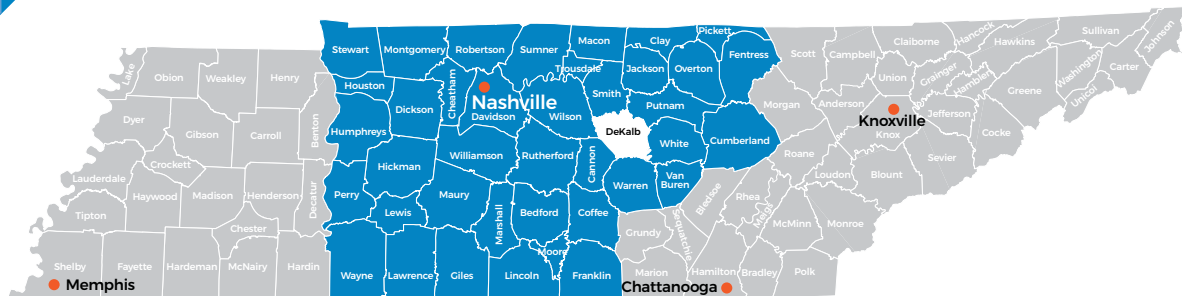 Stewart
Montgomery
Robertson
Sumner
Macon
Clay
Pickett
Fentress
Scott
Campbell
Claiborne
Hancock
Hawkins
Sullivan
Johnson
Lake
Obion
Weakley
Henry
Houston
Dickson
Cheatham
Nashville
Davidson
Trousdale
Wilson
Smith
Jackson
Overton
Putnam
Morgan
Anderson
Union
Grainger
Hamblen
Greene
Washington
Unicoi
Carter
Dyer
Gibson
Carroll
Benton
Humphreys
Hickman
Williamson
Rutherford
Cannon
DeKalb
White
Cumberland
Roane
Knoxville
Knox
Jefferson
Cocke
Sevier
Blount
Loudon
Lauderdale
Crockett
Haywood
Madison
Henderson
Decatur
Perry
Lewis
Maury
Marshall
Bedford
Coffee
Warren
Van
Buren
Bledsoe
Rhea
Meigs
McMinn
Monroe
Tipton
Chester
Grundy
Sequatchie
Shelby
Memphis
Fayette
Hardeman
McNairy
Hardin
Wayne
Lawrence
Giles
Lincoln
Moore
Franklin
Marion
Chattanooga
Hamilton
Bradley
Polk